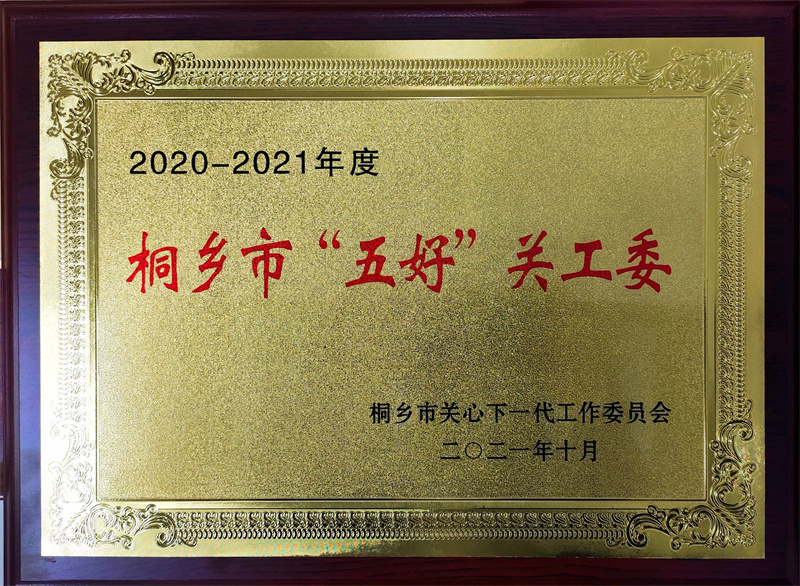 2020-2021年度
桐乡市“五好”关工委
桐乡市关心下一代工作委员会
二〇二一年十月